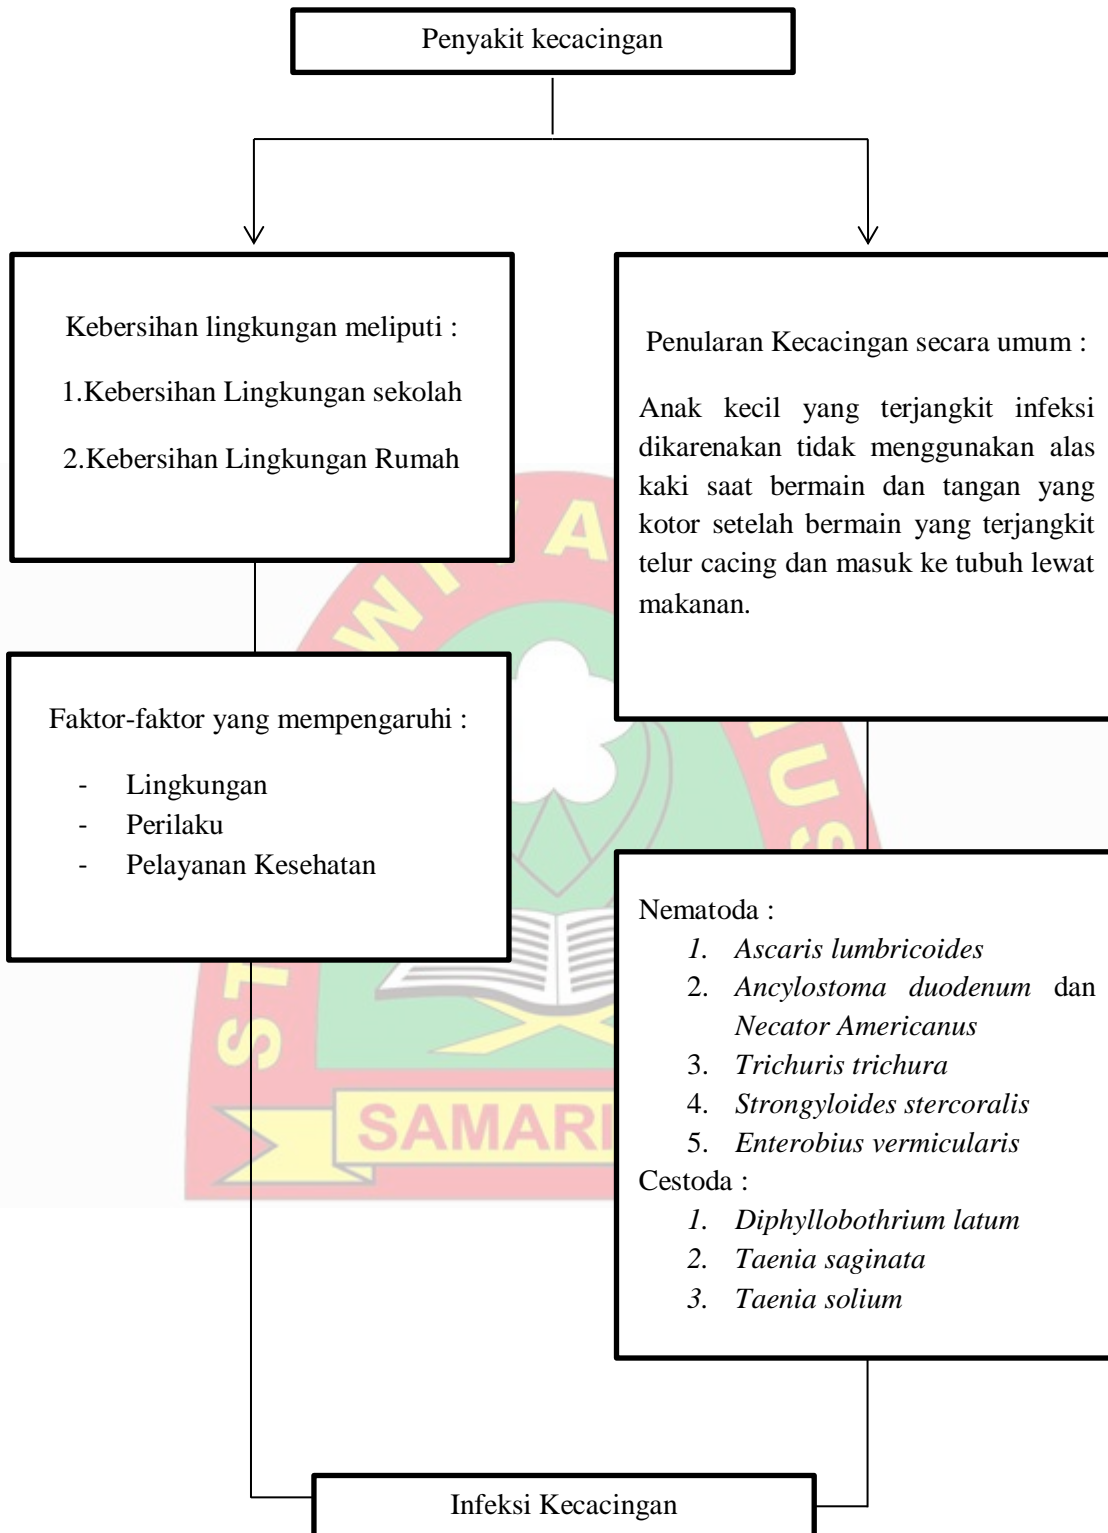 Penyakit kecacingan
Kebersihan lingkungan meliputi :
1.Kebersihan Lingkungan sekolah
2.Kebersihan Lingkungan Rumah
Penularan Kecacingan secara umum :
Anak kecil yang terjangkit infeksi
dikarenakan tidak menggunakan alas
kaki saat bermain dan tangan yang
kotor setelah bermain yang terjangkit
telur cacing dan masuk ke tubuh lewat
makanan.
Faktor-faktor yang mempengaruhi :
- Lingkungan
- Perilaku
- Pelayanan Kesehatan
Nematoda :
1. Ascaris lumbricoides
2. Ancylostoma duodenum dan
Necator Americanus
3. Trichuris trichura
4. Strongyloides stercoralis
5. Enterobius vermicularis
Cestoda :
1. Diphyllobothrium latum
2. Taenia saginata
3. Taenia solium
SAMARI
Infeksi Kecacingan